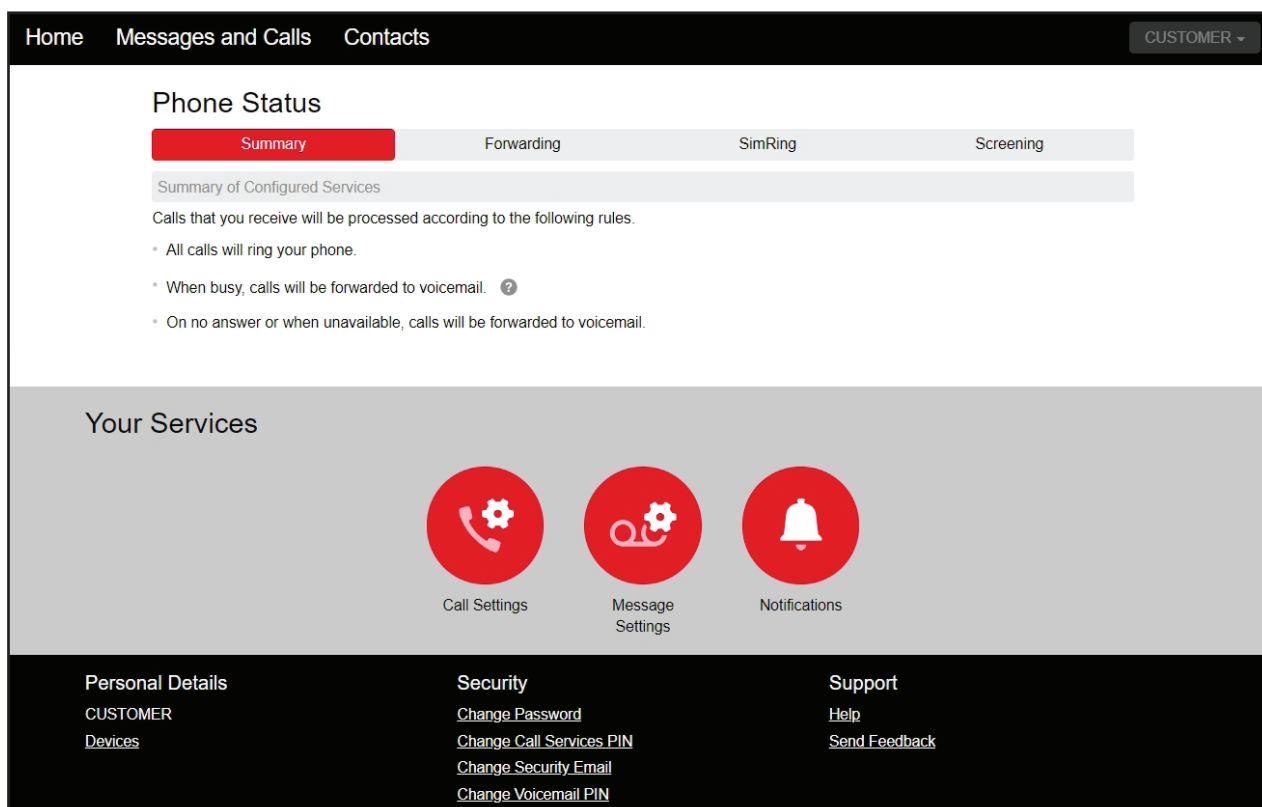 Home Messages and Calls Contacts CUSTOMER
Phone Status
Summary Forwarding SimRing Screening
Summary of Configured Services
Calls that you receive will be processed according to the following rules.
All calls will ring your phone.
When busy, calls will be forwarded to voicemail. ?
On no answer or when unavailable, calls will be forwarded to voicemail.
Your Services
Call Settings
Message
Settings
Notifications
Personal Details
CUSTOMER
Devices
Security
Change Password
Change Call Services PIN
Change Security Email
Change Voicemail PIN
Support
Help
Send Feedback